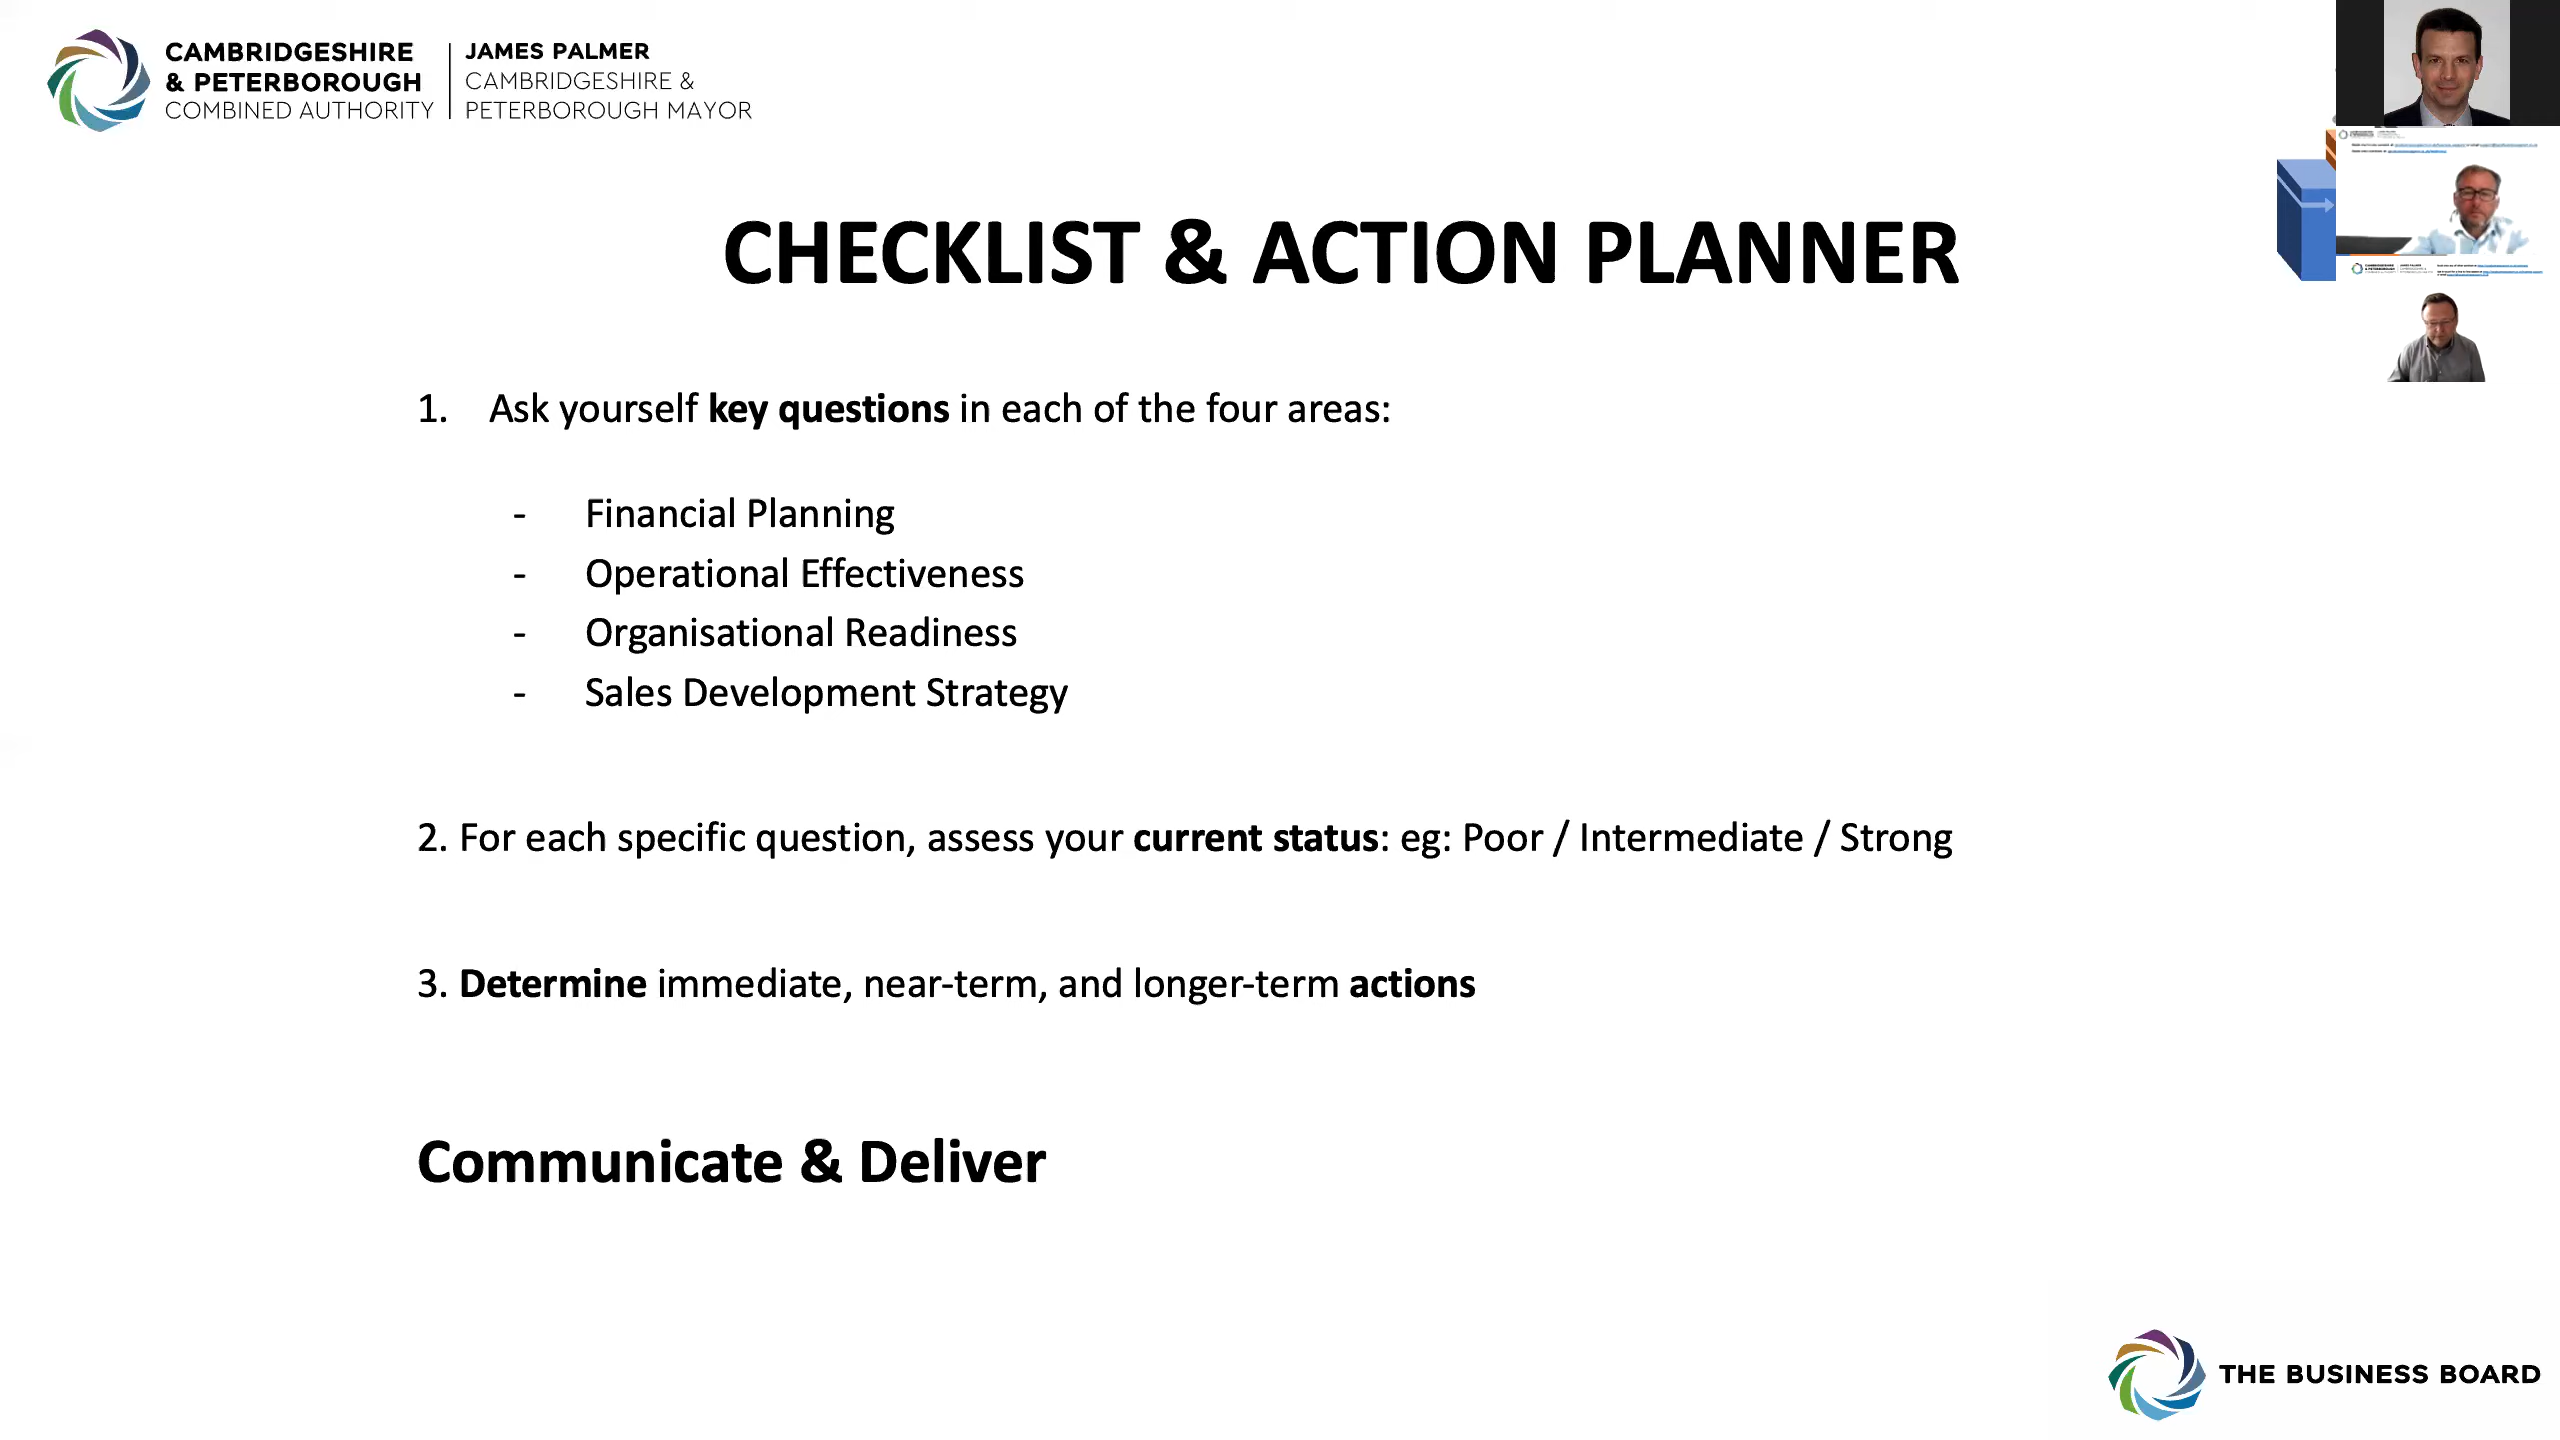 CAMBRIDGESHIRE
& PETERBOROUGH
COMBINED AUTHORITY
JAMES PALMER
CAMBRIDGESHIRE &
PETERBOROUGH MAYOR
CHECKLIST & ACTION PLANNER
1. Ask yourself key questions in each of the four areas:
- Financial Planning
- Operational Effectiveness
- Organisational Readiness
- Sales Development Strategy
2. For each specific question, assess your current status: eg: Poor / Intermediate / Strong
3. Determine immediate, near-term, and longer-term actions
Communicate & Deliver
THE BUSINESS BOARD